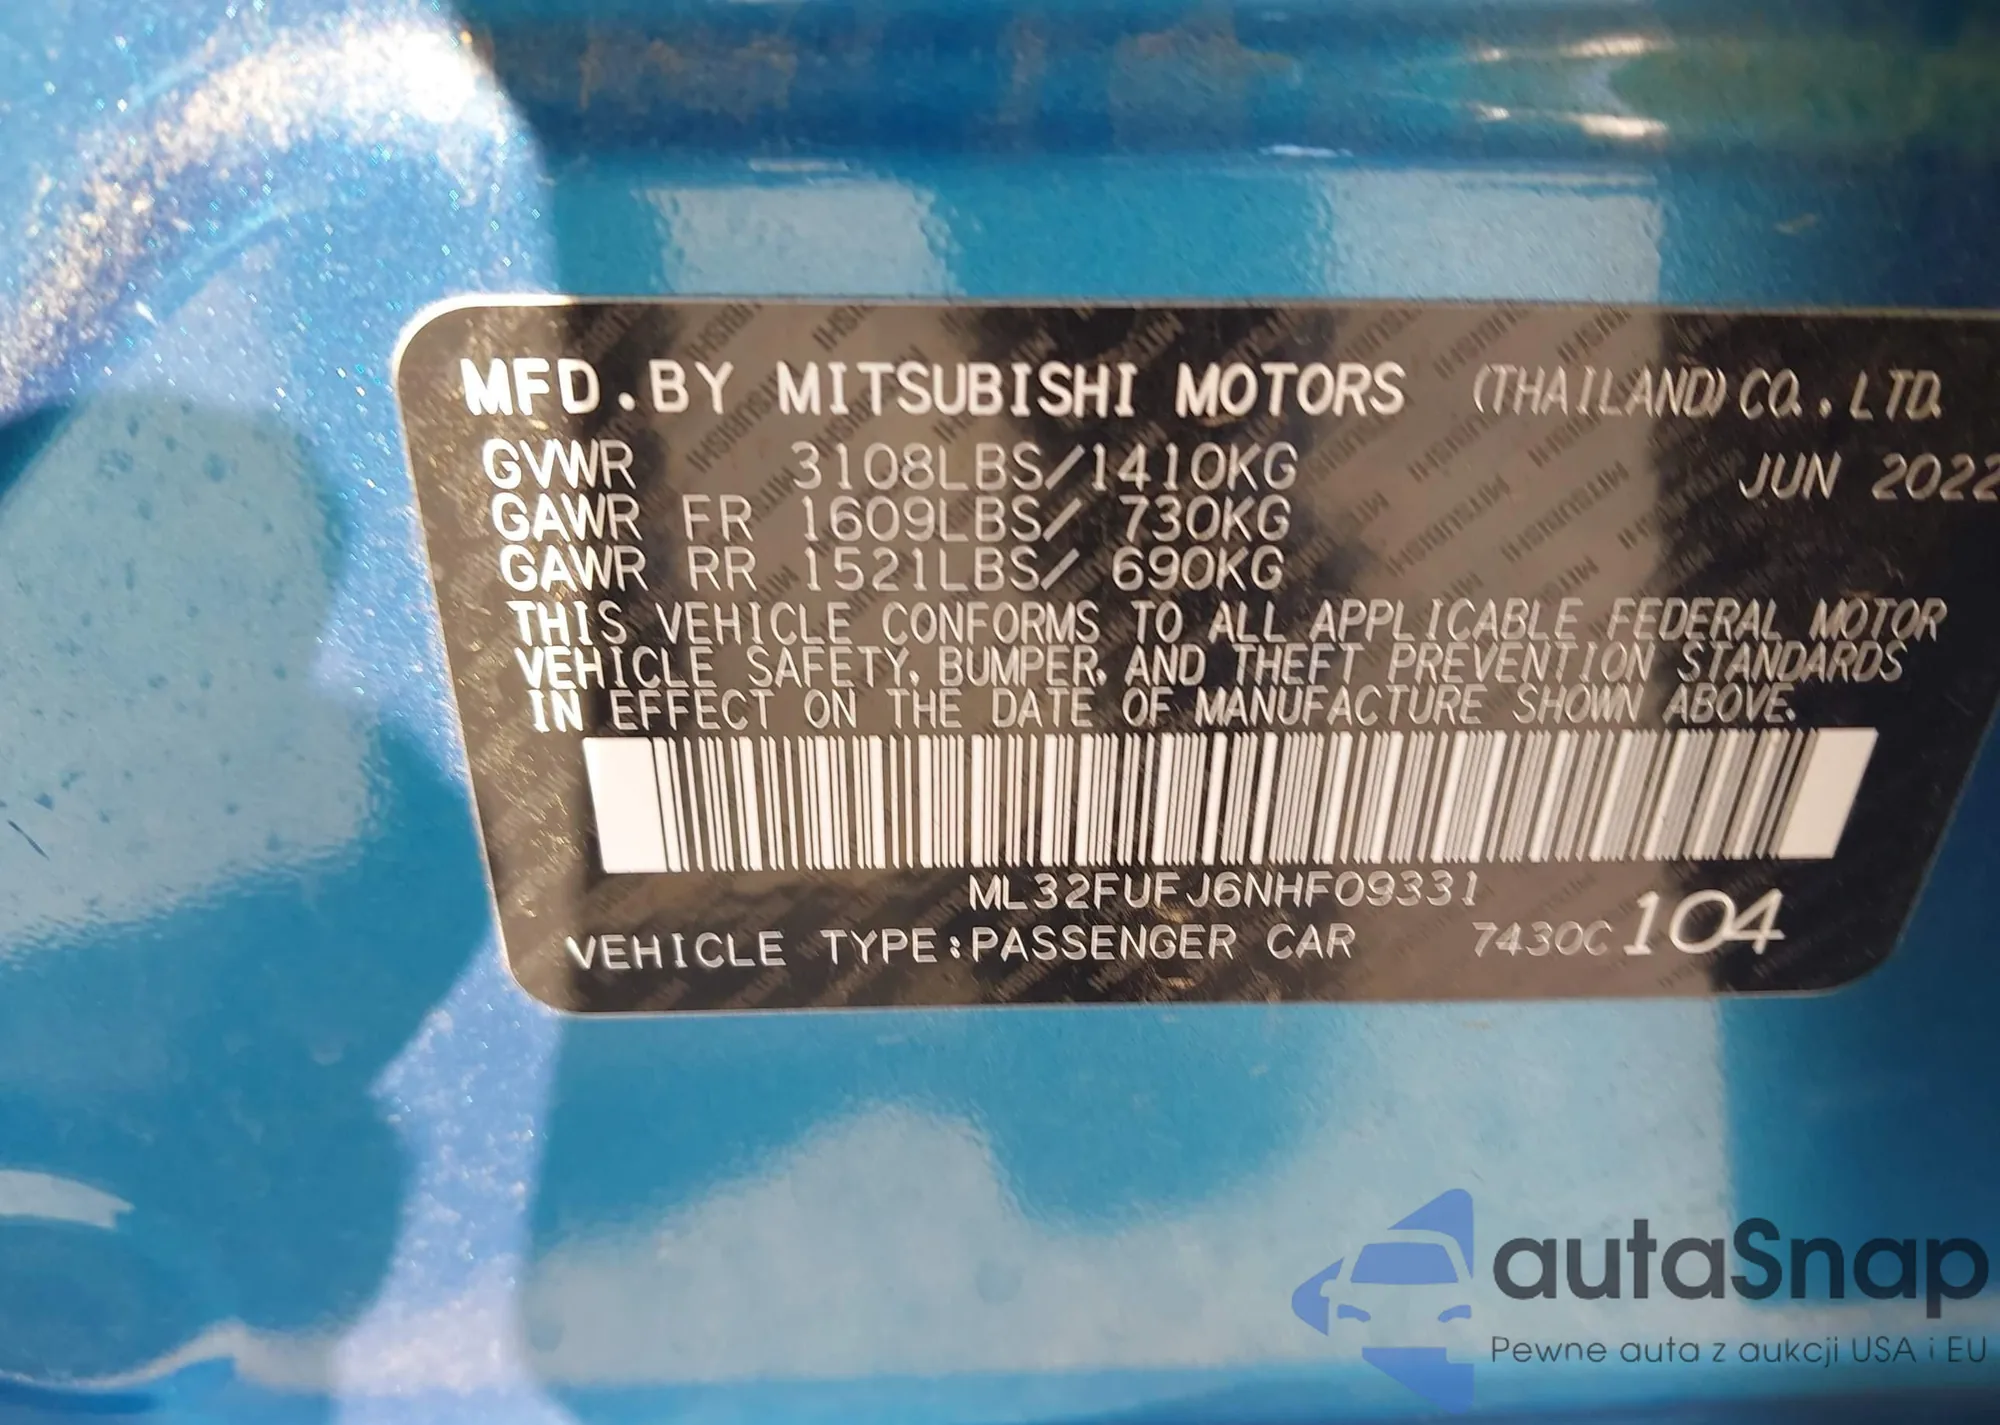 MFD.BY MITSUBISHI MOTORS (THAILAND) CO., LTD.
GVWR 3108LBS/1410KG JUN 2022
GAWR FR 1609LBS/ 730KG
GAWR RR 1521LBS/ 690KG
THIS VEHICLE CONFORMS TO ALL APPLICABLE FEDERAL MOTOR
VEHICLE SAFETY, BUMPER, AND THEFT PREVENTION STANDARDS
IN EFFECT ON THE DATE OF MANUFACTURE SHOWN ABOVE.
ML32FUFJ6NHF09331
VEHICLE TYPE:PASSENGER CAR 7430C 104
autaSnap
Pewne auta z aukcji USA i EU